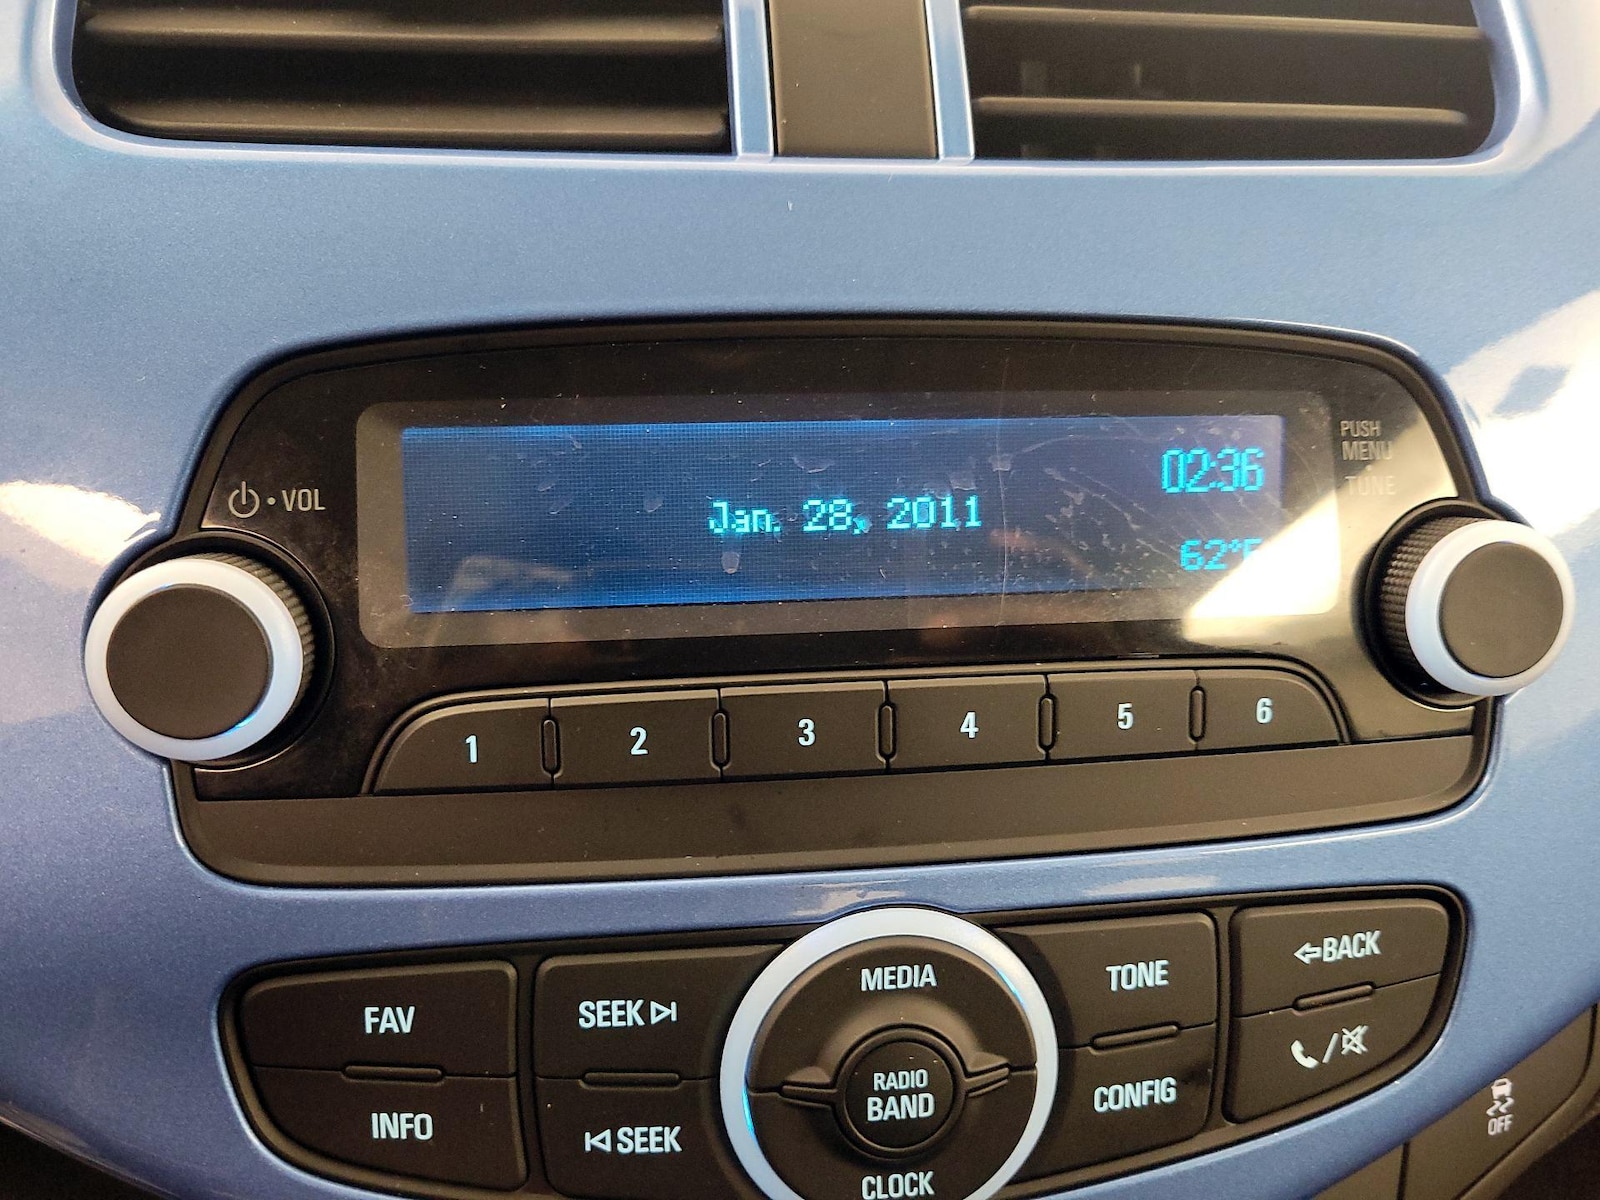 VOL
PUSH
MENU
TUNE
02:36
Jan. 28, 2011
62°F
1 2 3 4 5 6
FAV
INFO
SEEK
SEEK
MEDIA
RADIO
BAND
CLOCK
TONE
CONFIG
BACK
/
OFF